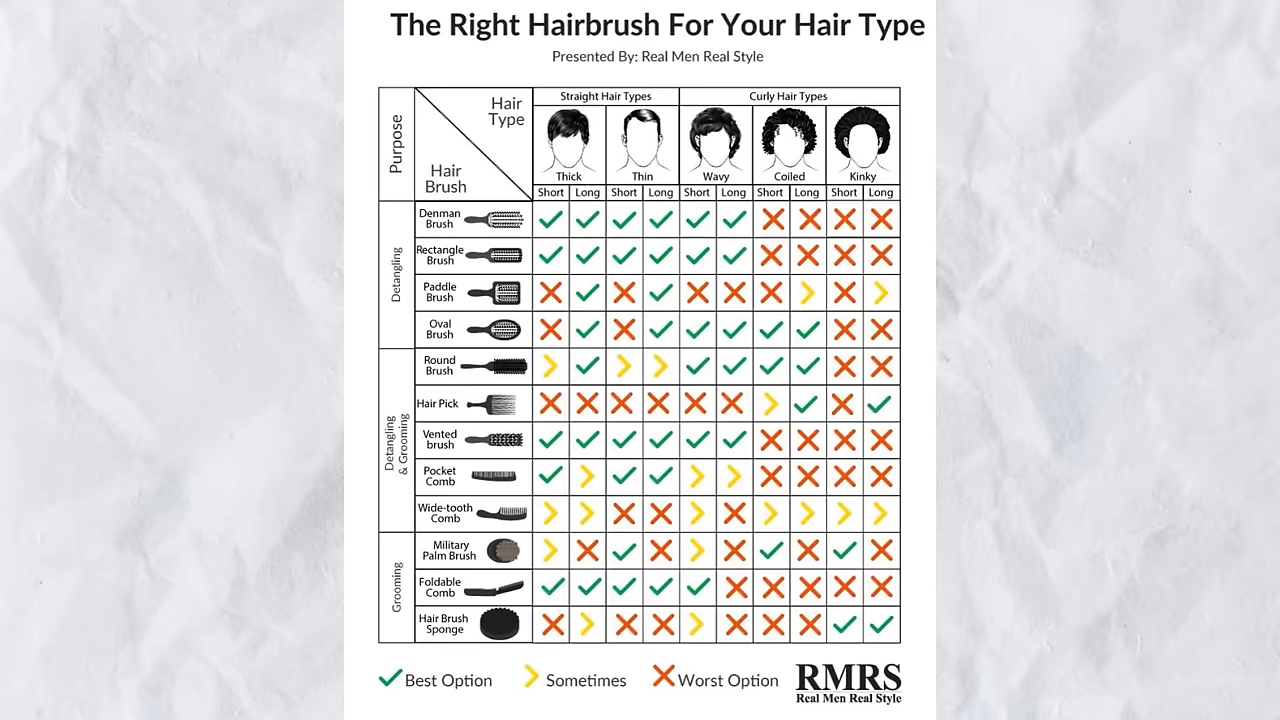 The Right Hairbrush For Your Hair Type
Presented By: Real Men Real Style
Purpose
Hair
Type
Hair
Brush
Straight Hair Types
Curly Hair Types
Thick
Thin
Wavy
Coiled
Kinky
Short Long Short Long Short Long Short Long Short Long
Detangling
Denman
Brush
Rectangle
Brush
Paddle
Brush
Oval
Brush
Detangling
& Grooming
Round
Brush
Hair Pick
Vented
brush
Pocket
Comb
Wide-tooth
Comb
Grooming
Military
Palm Brush
Foldable
Comb
Hair Brush
Sponge
Best Option
Sometimes
Worst Option
RMRS
Real Men Real Style